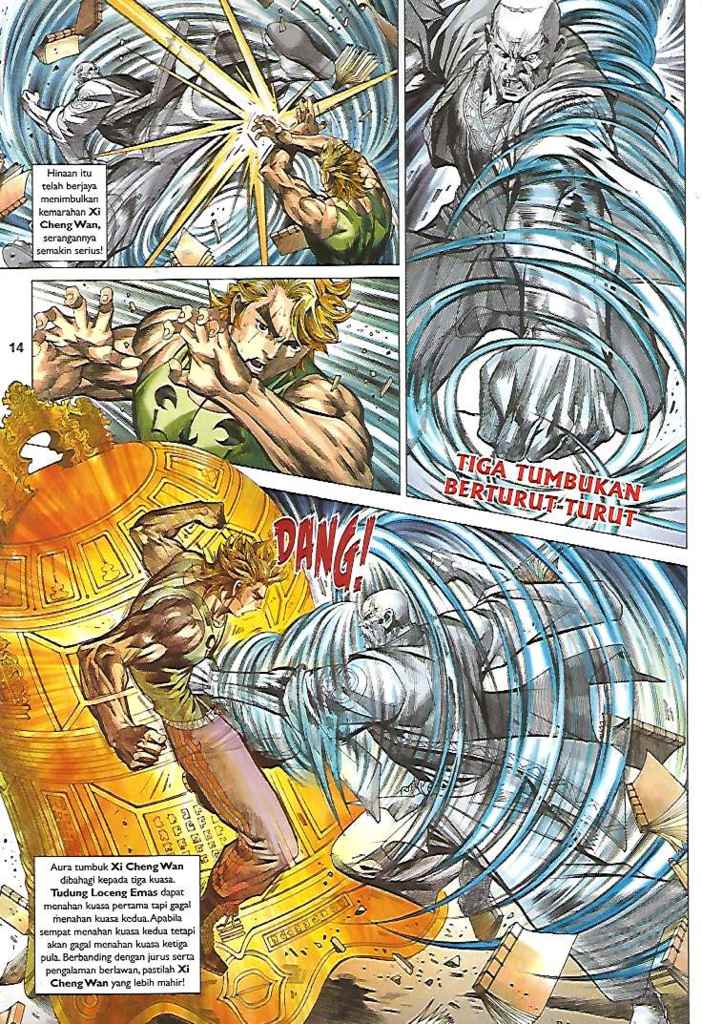 Hinaan itu
telah berjaya
menimbulkan
kemarahan Xi
Cheng Wan,
serangannya
semakin serius!
TIGA TUMBUKAN
BERTURUT-TURUT
14
DANG!
Aura tumbuk Xi Cheng Wan
dibahagi kepada tiga kuasa.
Tudung Loceng Emas dapat
menahan kuasa pertama tapi gagal
menahan kuasa kedua. Apabila
sempat menahan kuasa kedua tetapi
akan gagal menahan kuasa ketiga
pula. Berbanding dengan jurus serta
pengalaman berlawan, pastilah Xi
Cheng Wan yang lebih mahir!